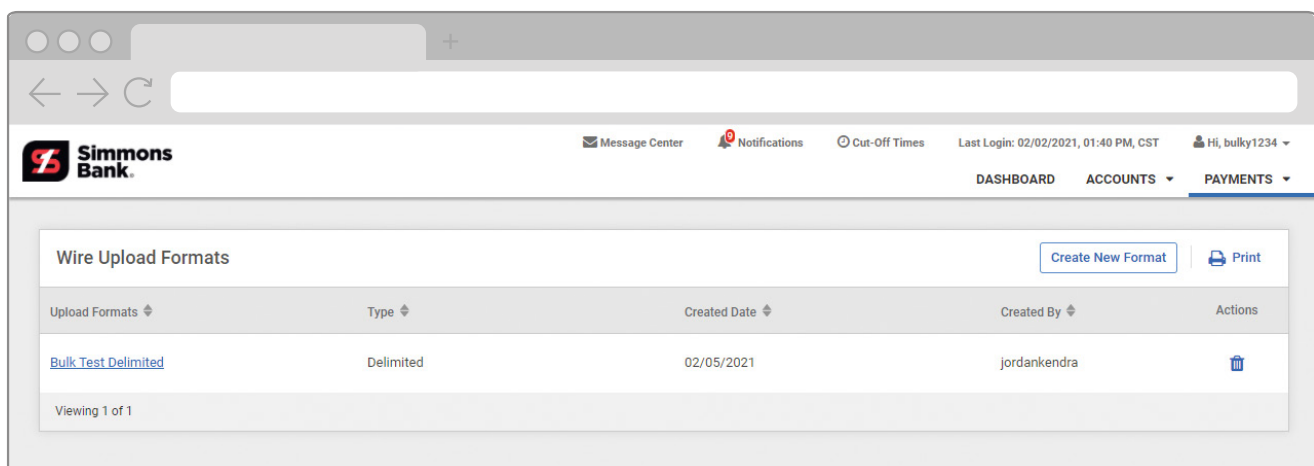 Simmons
Bank.
Message Center 9 Notifications Cut-Off Times Last Login: 02/02/2021, 01:40 PM, CST Hi, bulky1234
DASHBOARD ACCOUNTS PAYMENTS
Wire Upload Formats Create New Format Print
Upload Formats Type Created Date Created By Actions
Bulk Test Delimited Delimited 02/05/2021 jordankendra
Viewing 1 of 1